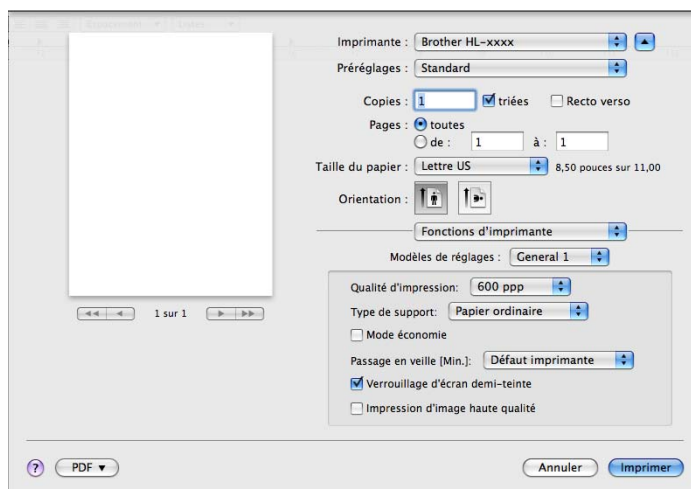 Imprimante : Brother HL-xxxx
Préréglages : Standard
Copies : 1 triées Recto verso
Pages : toutes
de : 1 à : 1
Taille du papier : Lettre US 8,50 pouces sur 11,00
Orientation :
Fonctions d'imprimante
Modèles de réglages : General 1
Qualité d'impression: 600 ppp
1 sur 1
Type de support: Papier ordinaire
Mode économie
Passage en veille [Min.]: Défaut imprimante
Verrouillage d'écran demi-teinte
Impression d'image haute qualité
? PDF ▼ Annuler Imprimer